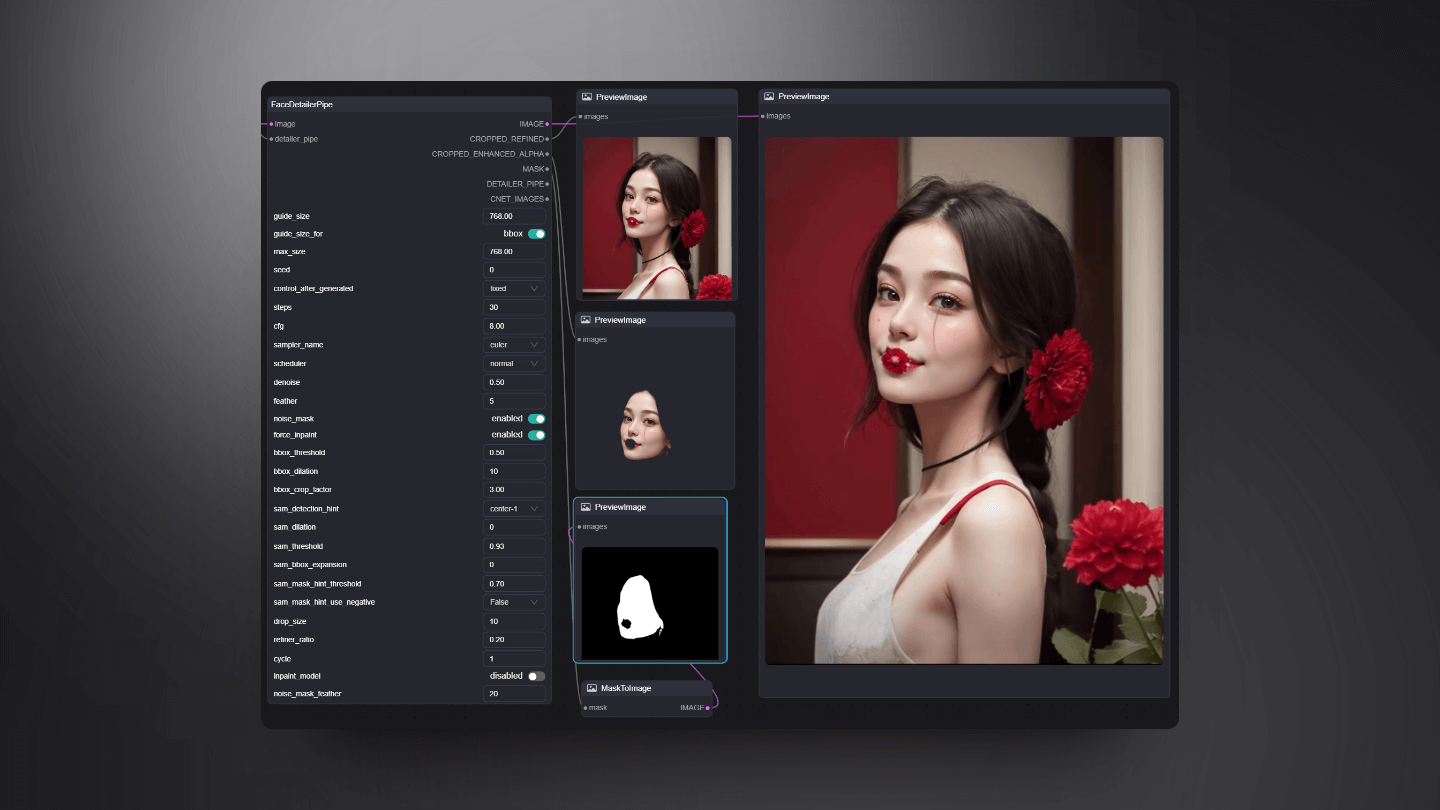 FaceDetailerPipe
image
IMAGE
detailer_pipe
CROPPED_REFINED
CROPPED_ENHANCED_ALPHA
MASK
DETAILER_PIPE
CNET_IMAGES
guide_size 768.00
guide_size_for bbox
max_size 768.00
seed 0
control_after_generated fixed
steps 30
cfg 8.00
sampler_name euler
scheduler normal
denoise 0.50
feather 5
noise_mask enabled
force_inpaint enabled
bbox_threshold 0.50
bbox_dilation 10
bbox_crop_factor 3.00
sam_detection_hint center-1
sam_dilation 0
sam_threshold 0.93
sam_bbox_expansion 0
sam_mask_hint_threshold 0.70
sam_mask_hint_use_negative False
drop_size 10
refiner_ratio 0.20
cycle 1
inpaint_model disabled
noise_mask_feather 20
PreviewImage
images
PreviewImage
images
PreviewImage
images
MaskToImage
mask IMAGE
PreviewImage
images